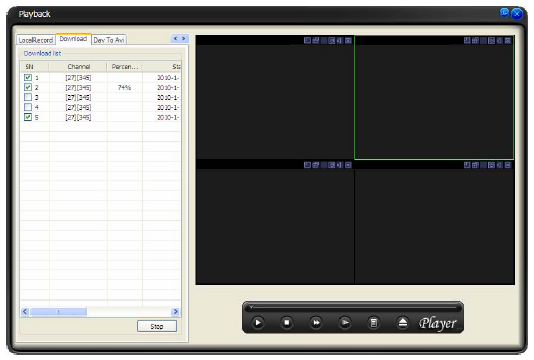 Playback
LocalRecord Download Dav To Avi
Download list
SN Channel Percen... Sta
1 [27][345] 2010-1-
2 [27][345] 74% 2010-1-
3 [27][345] 2010-1-
4 [27][345] 2010-1-
5 [27][345] 2010-1-
Stop
Player